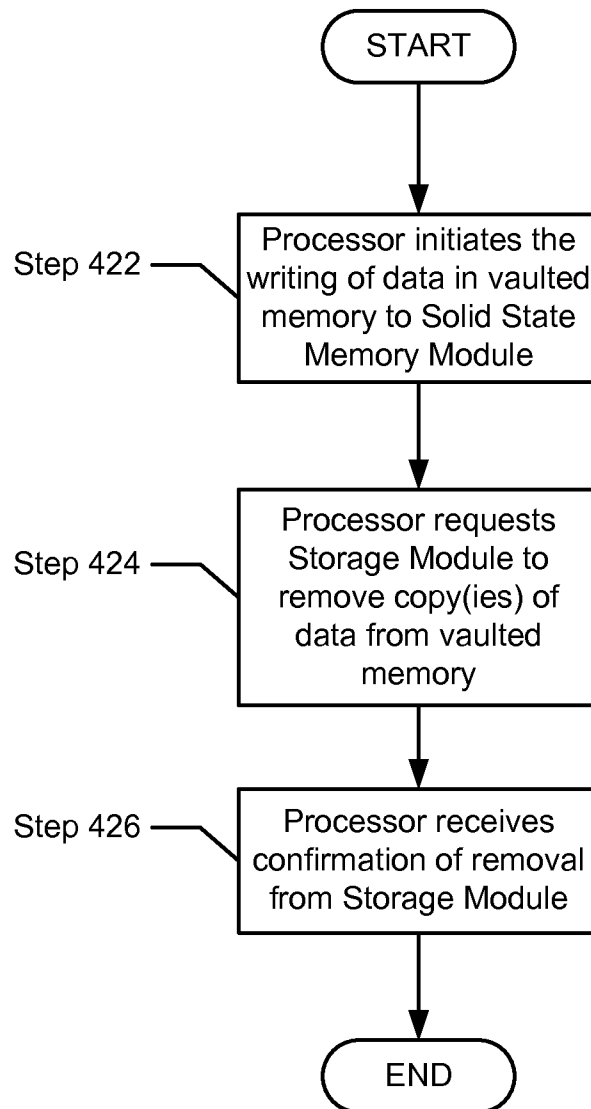 START
Step 422
Processor initiates the
writing of data in vaulted
memory to Solid State
Memory Module
Step 424
Processor requests
Storage Module to
remove copy(ies) of
data from vaulted
memory
Step 426
Processor receives
confirmation of removal
from Storage Module
END